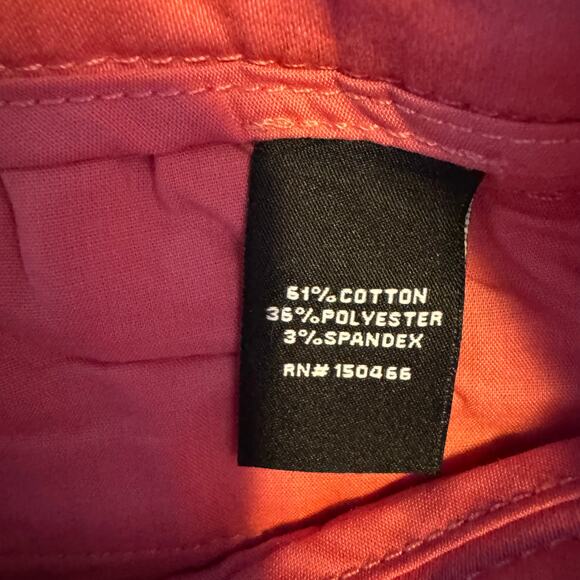 61% COTTON
36% POLYESTER
3% SPANDEX
RN# 150466